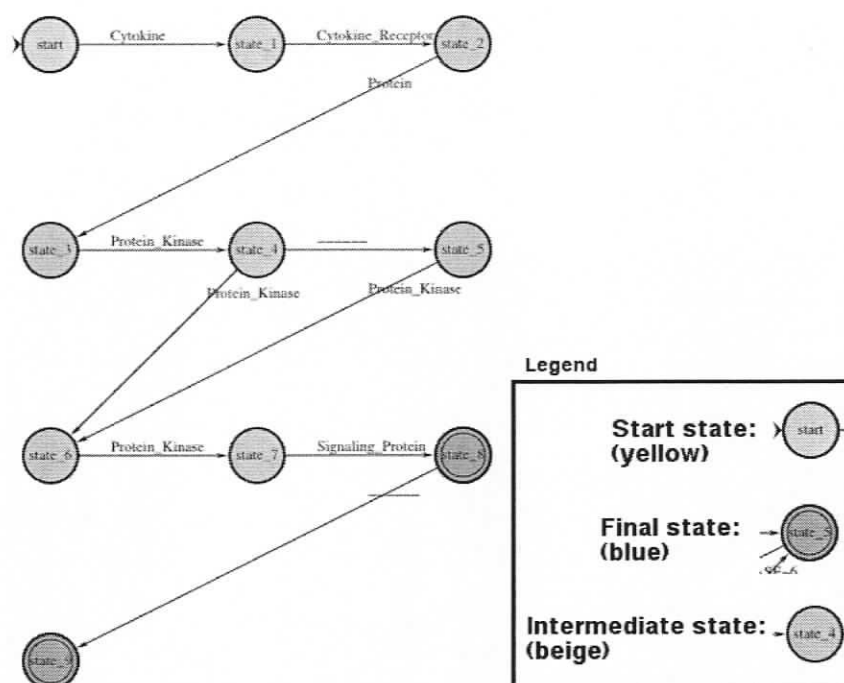 Cytokine
Cytokine_Receptor
start
state_1
state_2
Protein
state_3
Protein_Kinase
state_4
state_5
Protein_Kinase
Protein_Kinase
state_6
Protein_Kinase
state_7
Signaling_Protein
state_8
state_9
Legend
Start state:
(yellow)
start
Final state:
(blue)
state_5
Intermediate state:
(beige)
state_4